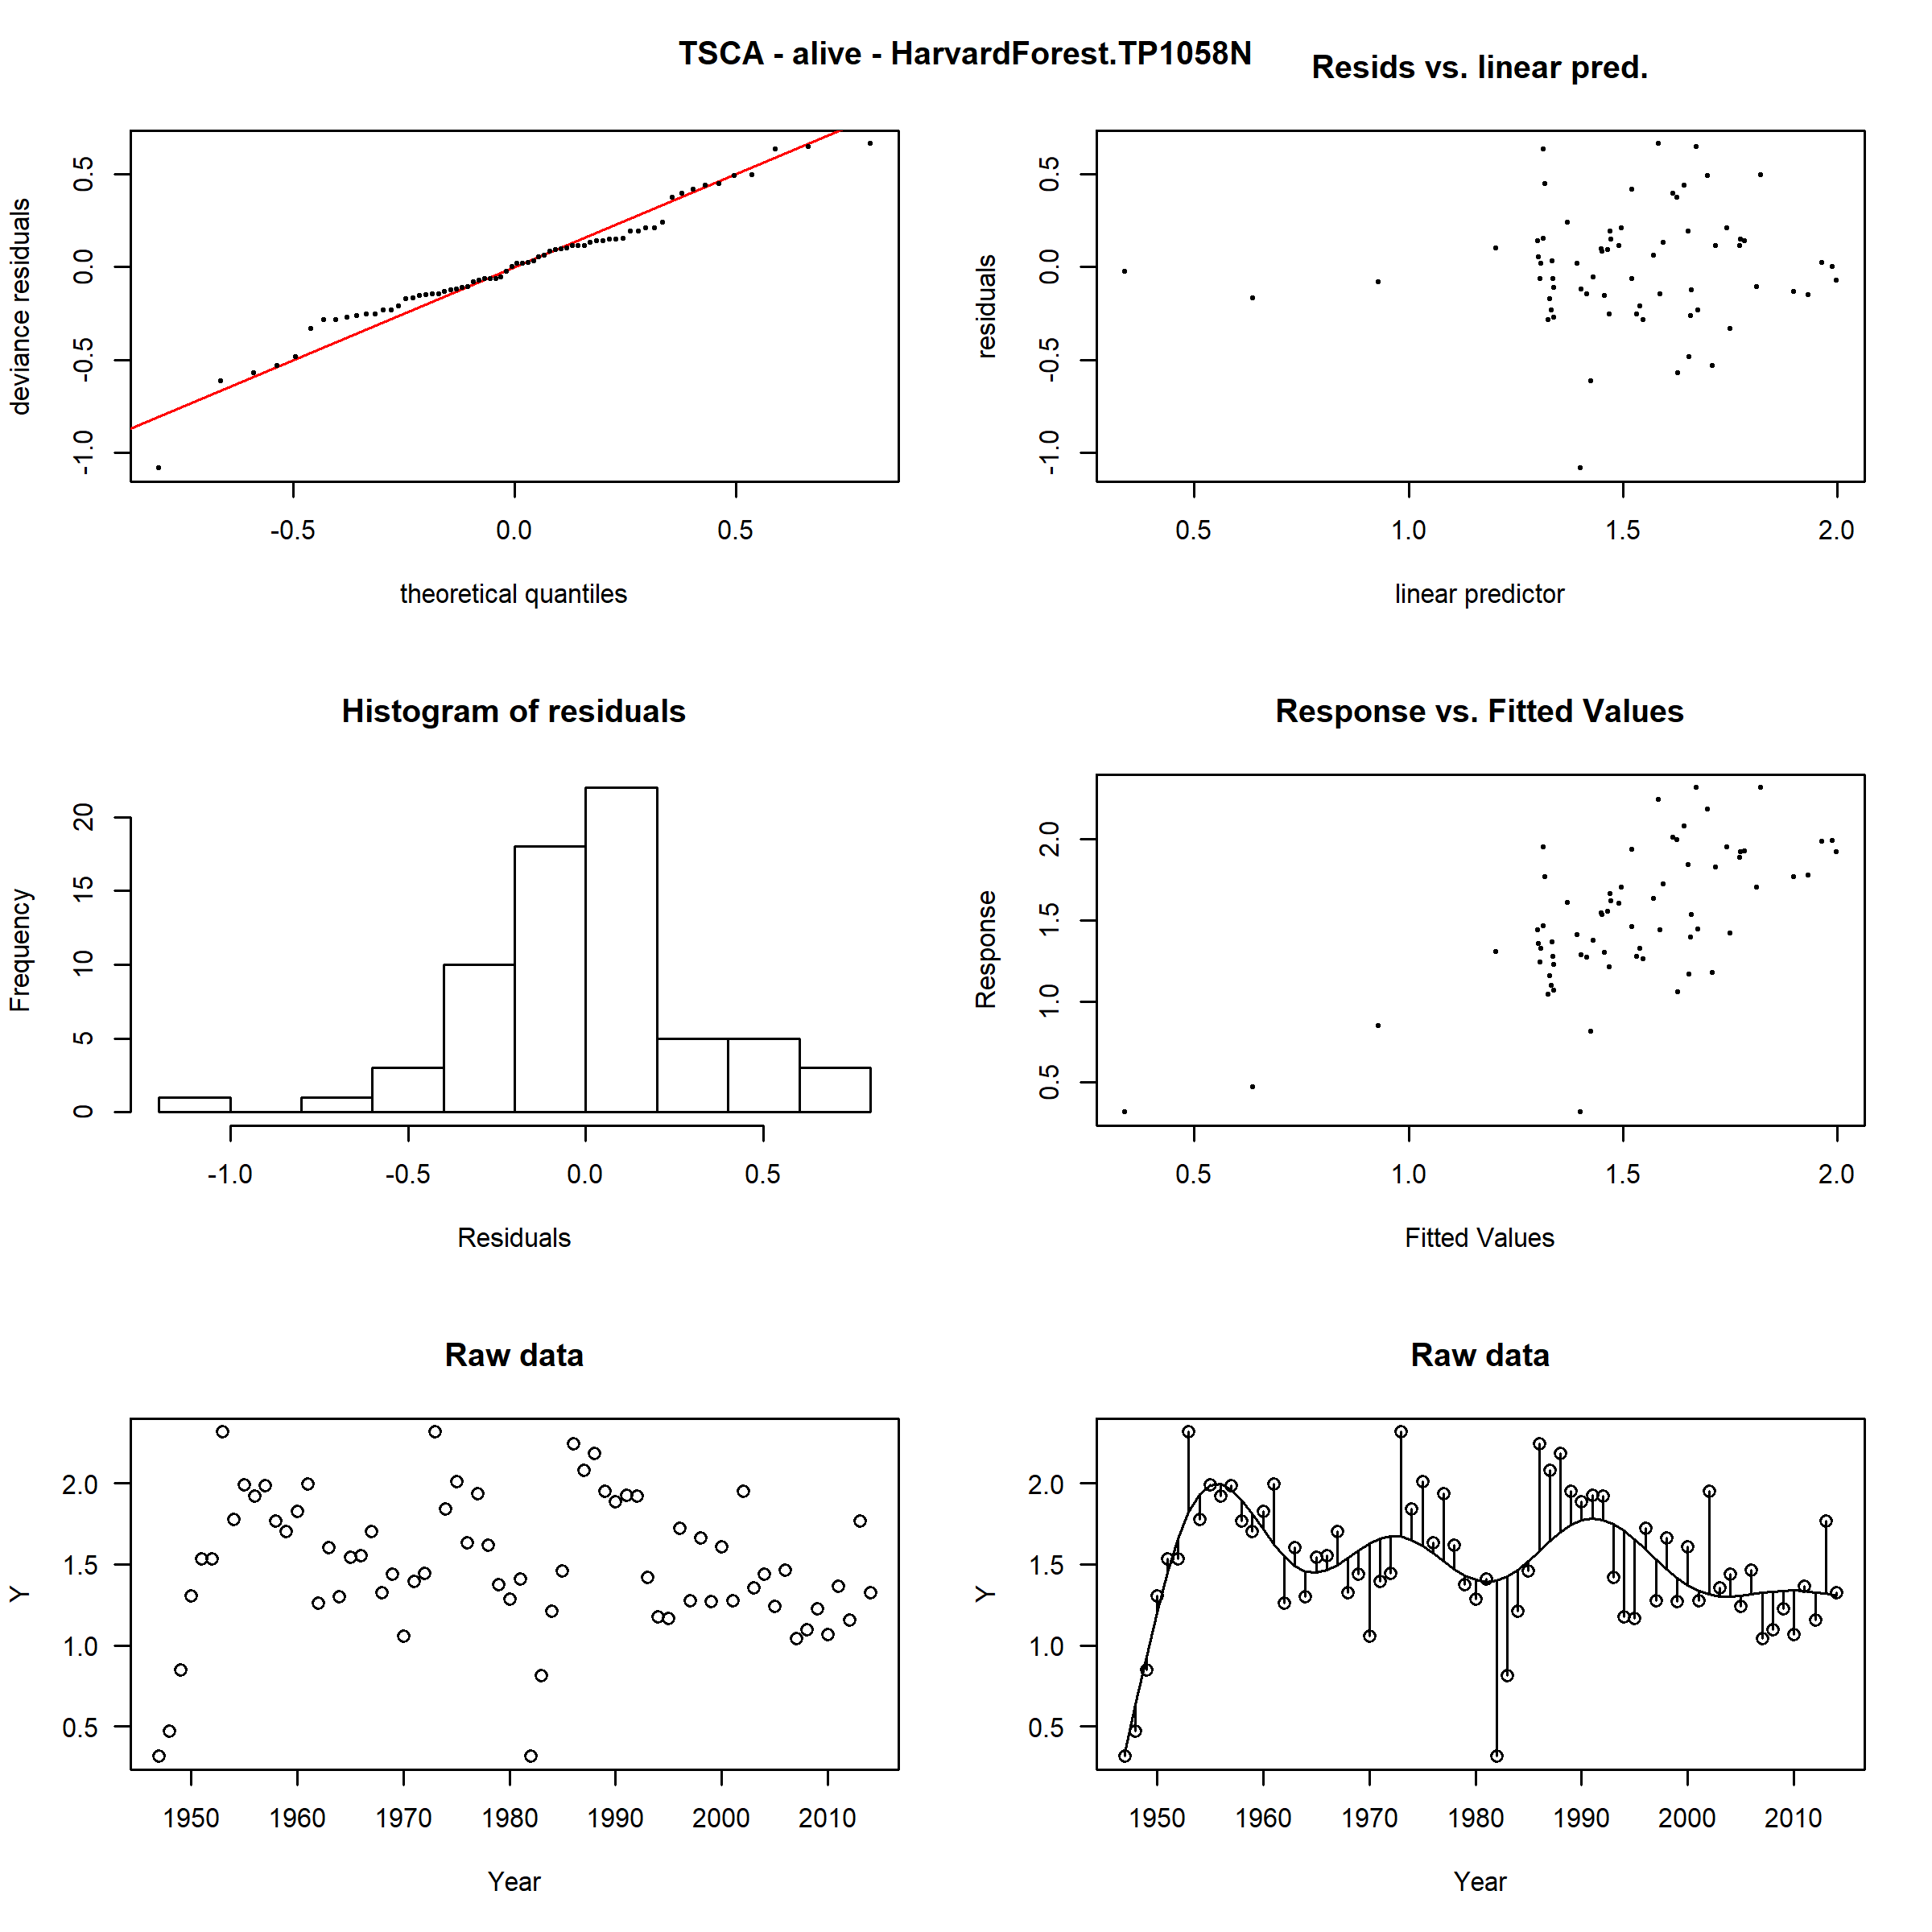 TSCA - alive - HarvardForest.TP1058N
Resids vs. linear pred.
deviance residuals
-1.0 -0.5 0.0 0.5
-0.5 0.0 0.5
theoretical quantiles
residuals
-1.0 -0.5 0.0 0.5
0.5 1.0 1.5 2.0
linear predictor
Histogram of residuals
Frequency
0 5 10 15 20
-1.0 -0.5 0.0 0.5
Residuals
Response vs. Fitted Values
Response
0.5 1.0 1.5 2.0
0.5 1.0 1.5 2.0
Fitted Values
Raw data
Y
2.0
1.5
1.0
0.5
1950 1960 1970 1980 1990 2000 2010
Year
Raw data
Y
2.0
1.5
1.0
0.5
1950 1960 1970 1980 1990 2000 2010
Year